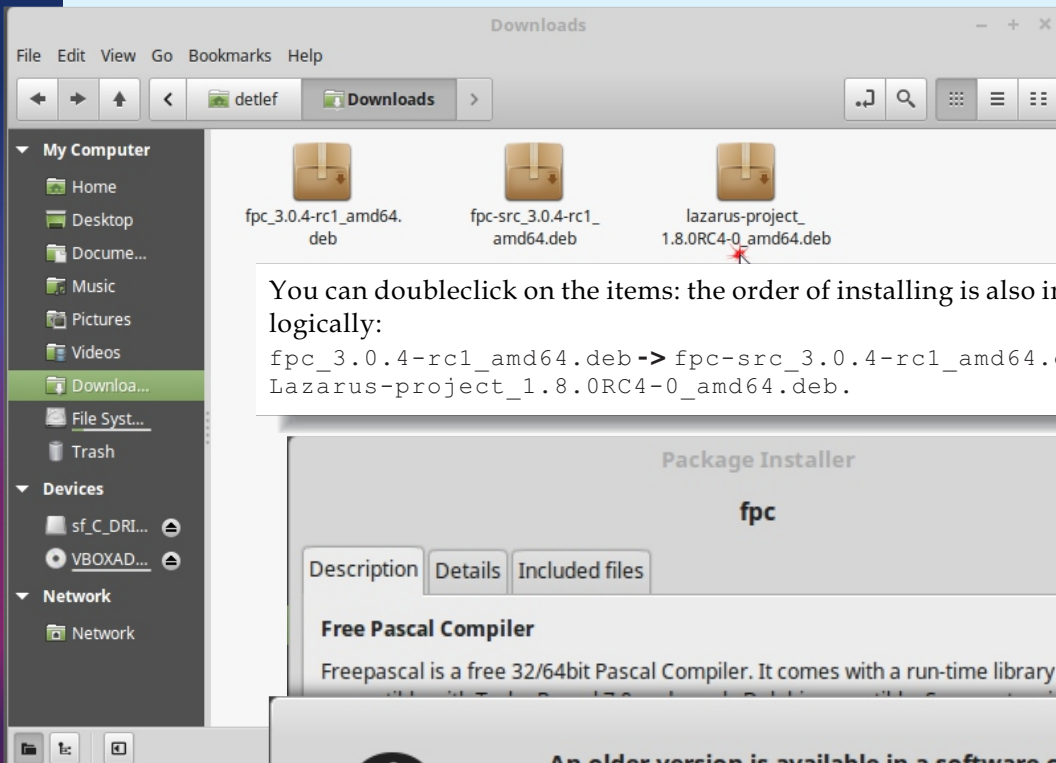 Downloads
File Edit View Go Bookmarks Help
detlef
Downloads
My Computer
Home
Desktop
Docume...
Music
Pictures
Videos
Downloa...
File Syst...
Trash
Devices
sf_C_DRI...
VBOXAD...
Network
Network
fpc_3.0.4-rc1_amd64.
deb
fpc-src_3.0.4-rc1_
amd64.deb
lazarus-project_
1.8.0RC4-0_amd64.deb
You can doubleclick on the items: the order of installing is also
logically:
fpc_3.0.4-rc1_amd64.deb -> fpc-src_3.0.4-rc1_amd64.
Lazarus-project_1.8.0RC4-0_amd64.deb.
Package Installer
fpc
Description Details Included files
Free Pascal Compiler
Freepascal is a free 32/64bit Pascal Compiler. It comes with a run-time library
An older version is available in a software